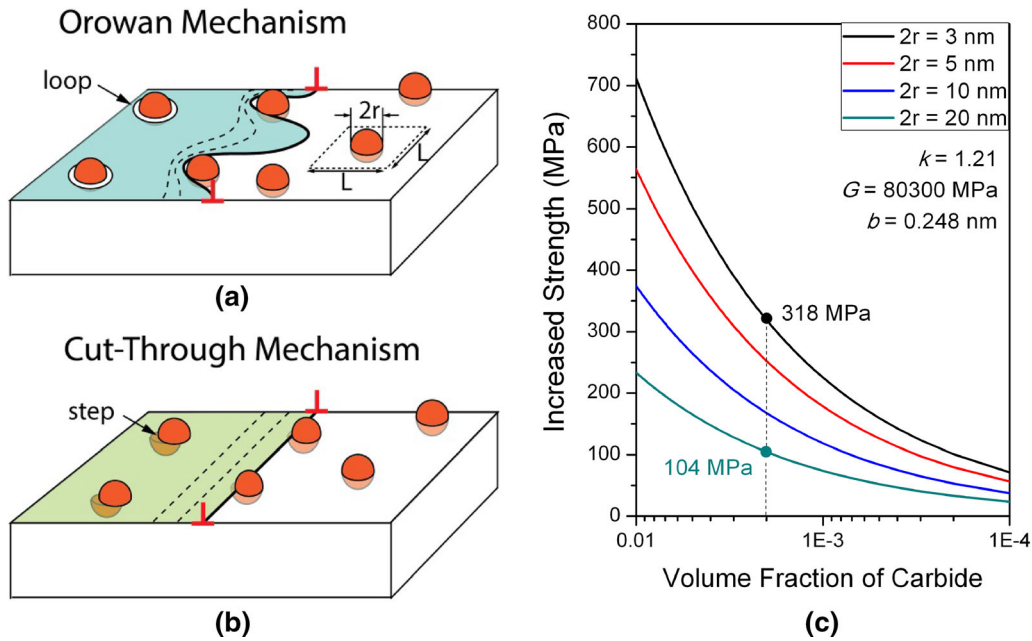 Orowan Mechanism
loop
2r
L
L
(a)
Cut-Through Mechanism
step
(b)
800
700
600
500
400
300
200
100
0
Increased Strength (MPa)
2r = 3 nm
2r = 5 nm
2r = 10 nm
2r = 20 nm
k = 1.21
G = 80300 MPa
b = 0.248 nm
318 MPa
104 MPa
0.01 1E-3 1E-4
Volume Fraction of Carbide
(c)